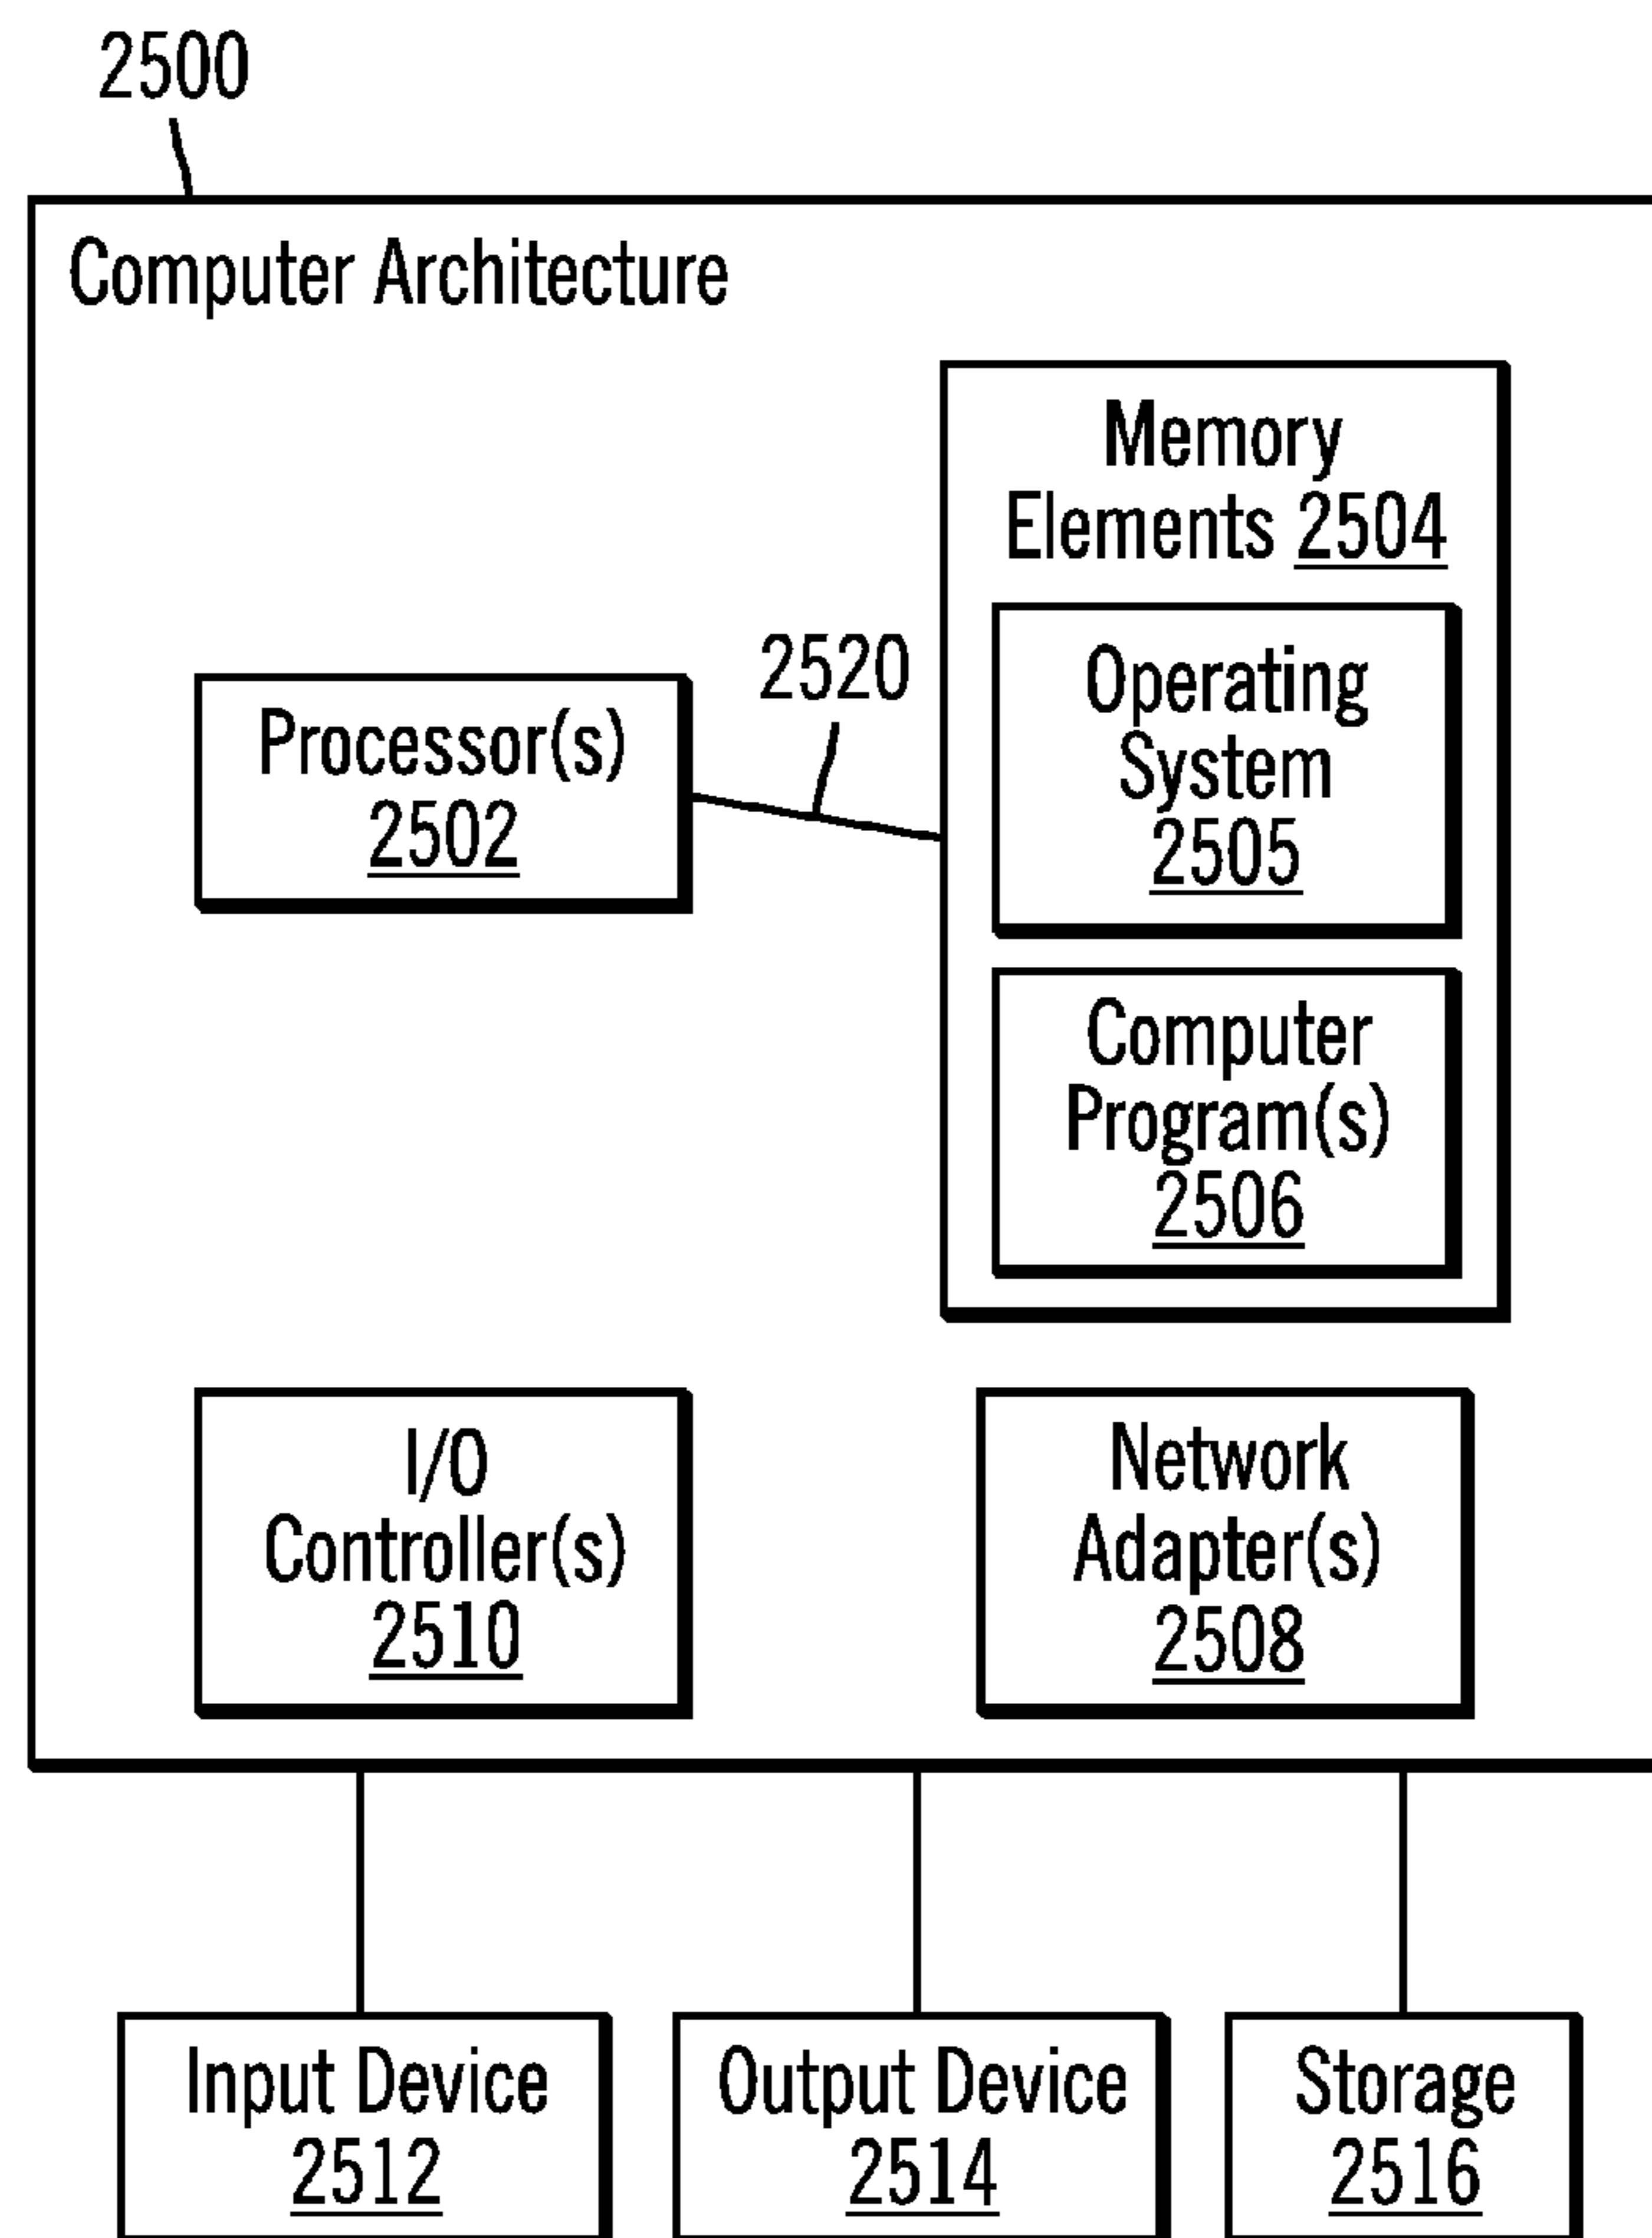 2500
Computer Architecture
Memory
Elements 2504
2520
Operating
System
2505
Processor(s)
2502
Computer
Program(s)
2506
I/O
Controller(s)
2510
Network
Adapter(s)
2508
Input Device
2512
Output Device
2514
Storage
2516